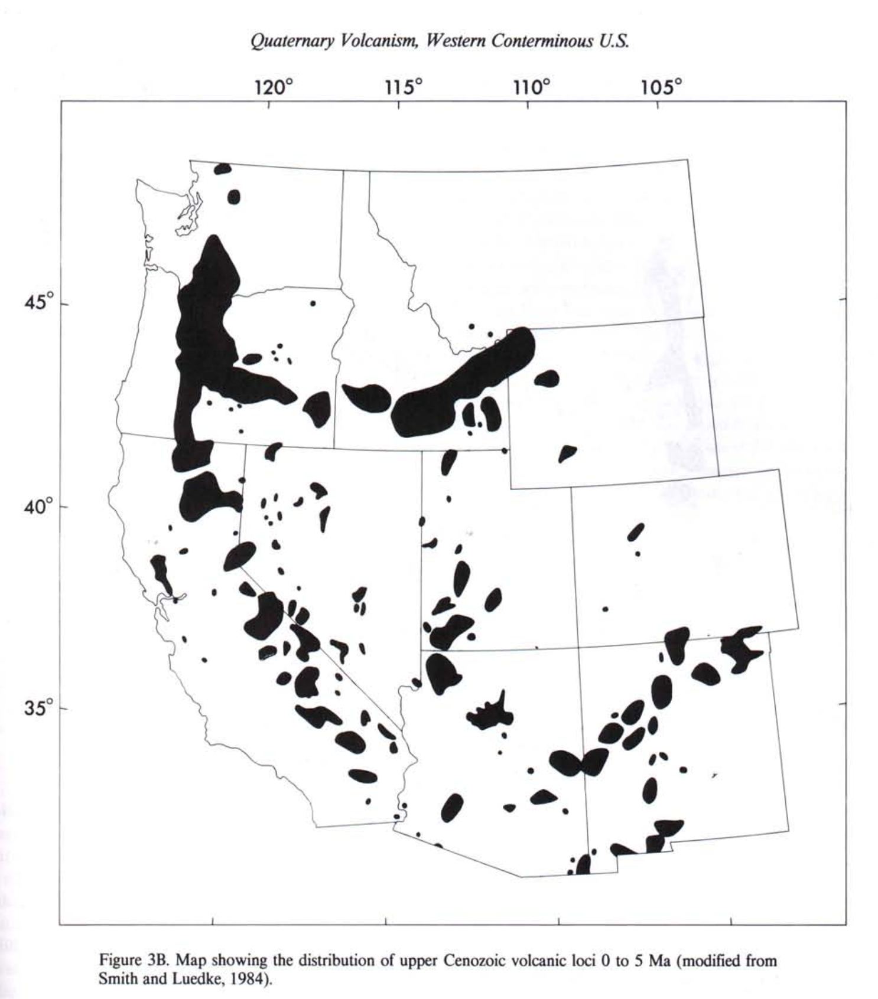 Quaternary Volcanism, Western Conterminous U.S.
120° 115° 110° 105°
45°
40°
35°
Figure 3B. Map showing the distribution of upper Cenozoic volcanic loci 0 to 5 Ma (modified from
Smith and Luedke, 1984).